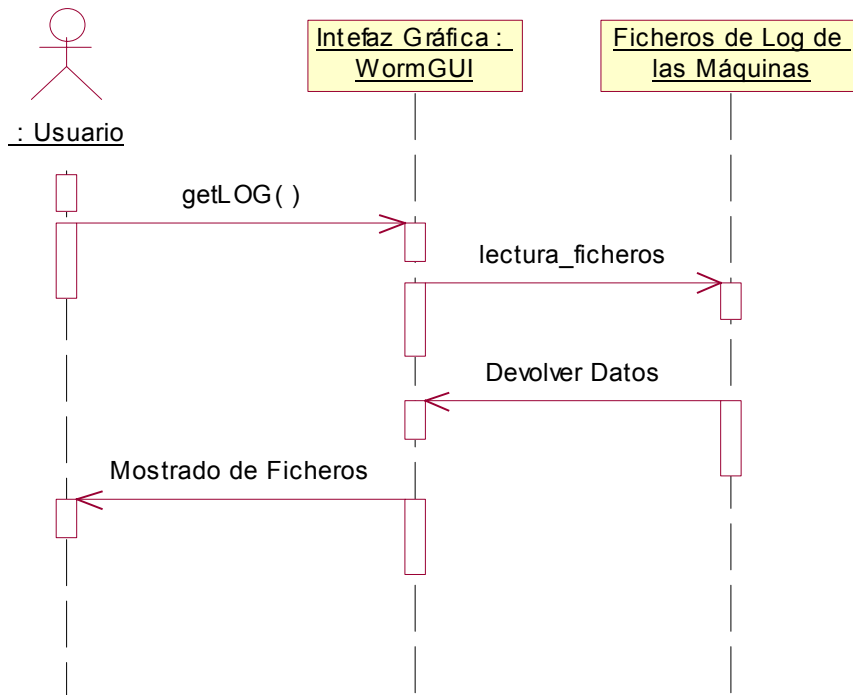 Intefaz Gráfica :
WormGUI
Ficheros de Log de
las Máquinas
: Usuario
getLOG( )
lectura_ficheros
Devolver Datos
Mostrado de Ficheros